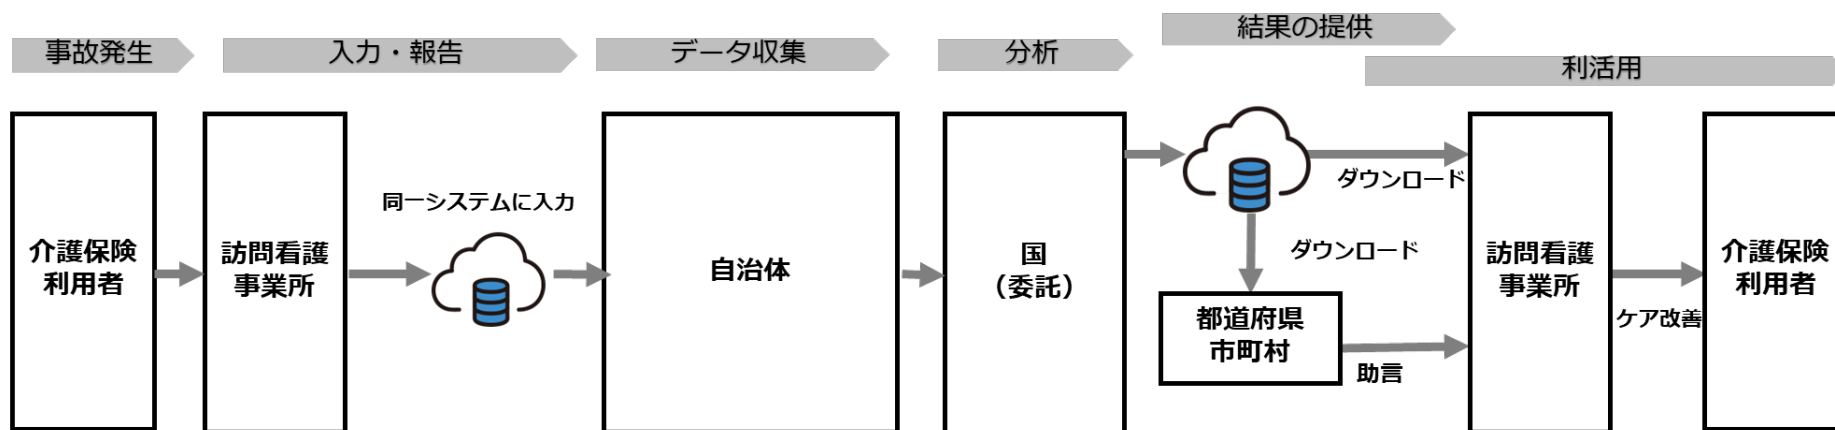 事故発生
入力・報告
データ収集
分析
結果の提供
利活用
介護保険
利用者
訪問看護
事業所
同一システムに入力
自治体
国
（委託）
ダウンロード
ダウンロード
都道府県
市町村
助言
訪問看護
事業所
ケア改善
介護保険
利用者